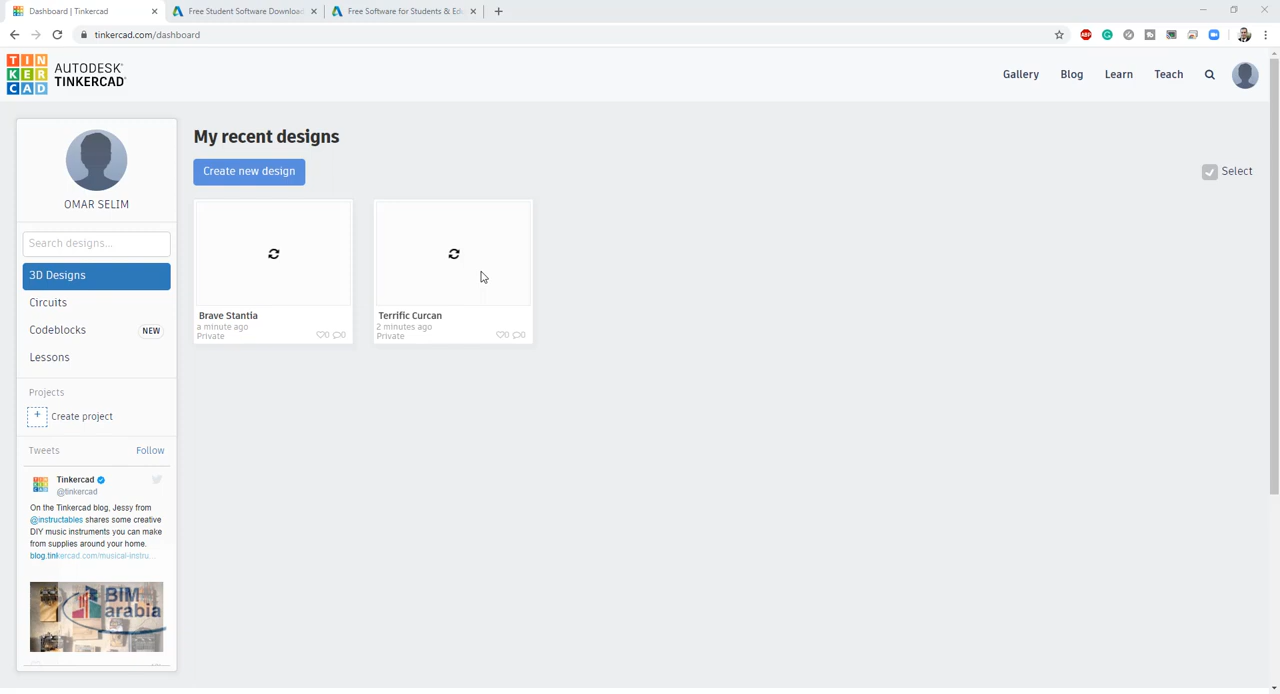 Dashboard | Tinkercad
Free Student Software Download
Free Software for Students & Edu
tinkercad.com/dashboard
TIN
KER
CAD
AUTODESK®
TINKERCAD™
Gallery
Blog
Learn
Teach
OMAR SELIM
Search designs...
3D Designs
Circuits
Codeblocks
NEW
Lessons
Projects
+ Create project
Tweets
Follow
Tinkercad
@tinkercad
On the Tinkercad blog, Jessy from
@instructables shares some creative
DIY music instruments you can make
from supplies around your home.
blog.tinkercad.com/musical-instru...
BIM
arabia
My recent designs
Create new design
Select
Brave Stantia
a minute ago
Private
0 0
Terrific Curcan
2 minutes ago
Private
0 0